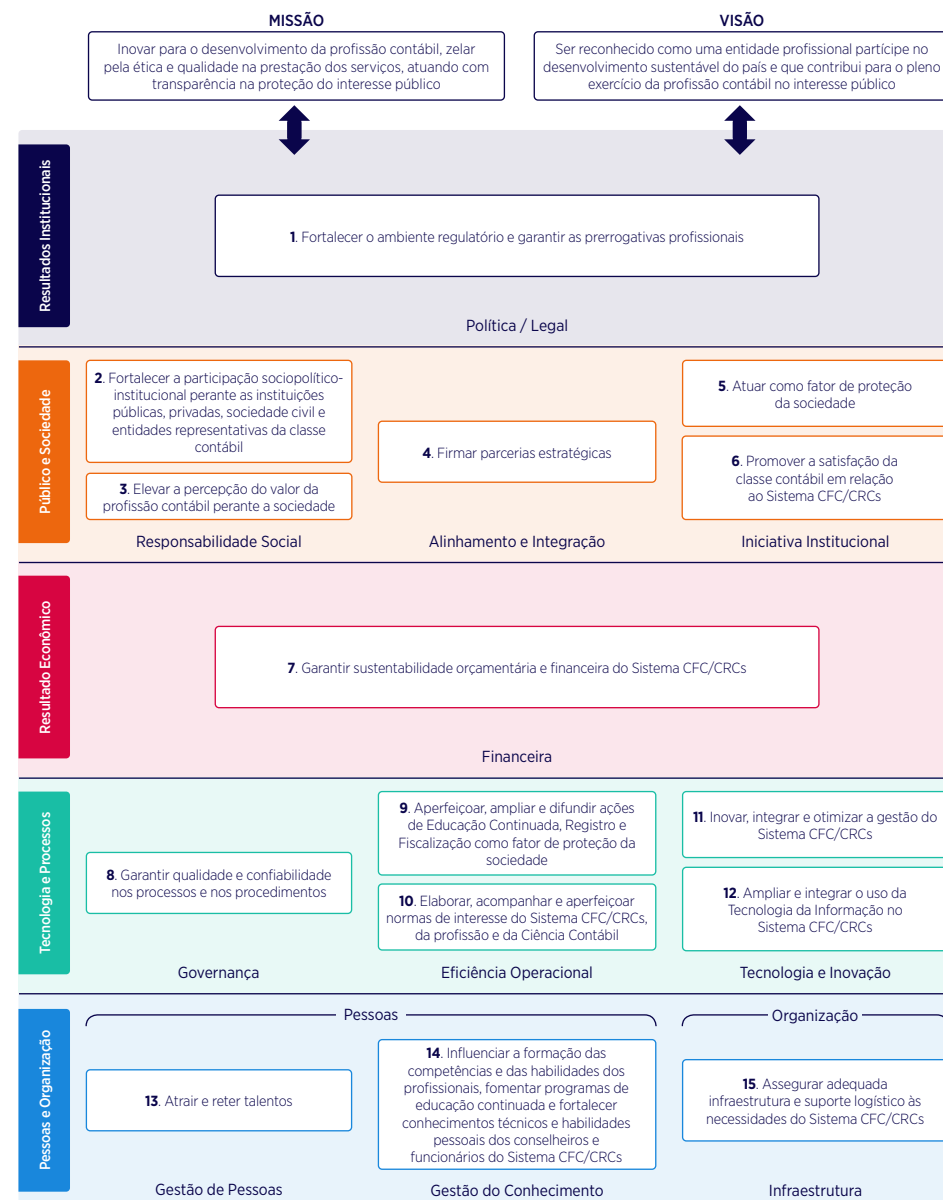 MISSÃO
Inovar para o desenvolvimento da profissão contábil, zelar
pela ética e qualidade na prestação dos serviços, atuando com
transparência na proteção do interesse público
VISÃO
Ser reconhecido como uma entidade profissional partícipe no
desenvolvimento sustentável do país e que contribui para o pleno
exercício da profissão contábil no interesse público
Resultados Institucionais
1. Fortalecer o ambiente regulatório e garantir as prerrogativas profissionais
Política / Legal
Público e Sociedade
2. Fortalecer a participação sociopolítico-
institucional perante as instituições
públicas, privadas, sociedade civil e
entidades representativas da classe
contábil
3. Elevar a percepção do valor da
profissão contábil perante a sociedade
Responsabilidade Social
4. Firmar parcerias estratégicas
Alinhamento e Integração
5. Atuar como fator de proteção
da sociedade
6. Promover a satisfação da
classe contábil em relação
ao Sistema CFC/CRCs
Iniciativa Institucional
Resultado Econômico
7. Garantir sustentabilidade orçamentária e financeira do Sistema CFC/CRCs
Financeira
Tecnologia e Processos
8. Garantir qualidade e confiabilidade
nos processos e nos procedimentos
Governança
9. Aperfeiçoar, ampliar e difundir ações
de Educação Continuada, Registro e
Fiscalização como fator de proteção da
sociedade
10. Elaborar, acompanhar e aperfeiçoar
normas de interesse do Sistema CFC/CRCs,
da profissão e da Ciência Contábil
Eficiência Operacional
11. Inovar, integrar e otimizar a gestão do
Sistema CFC/CRCs
12. Ampliar e integrar o uso da
Tecnologia da Informação no
Sistema CFC/CRCs
Tecnologia e Inovação
Pessoas e Organização
Pessoas
13. Atrair e reter talentos
Gestão de Pessoas
14. Influenciar a formação das
competências e das habilidades dos
profissionais, fomentar programas de
educação continuada e fortalecer
conhecimentos técnicos e habilidades
pessoais dos conselheiros e
funcionários do Sistema CFC/CRCs
Gestão do Conhecimento
Organização
15. Assegurar adequada
infraestrutura e suporte logístico às
necessidades do Sistema CFC/CRCs
Infraestrutura